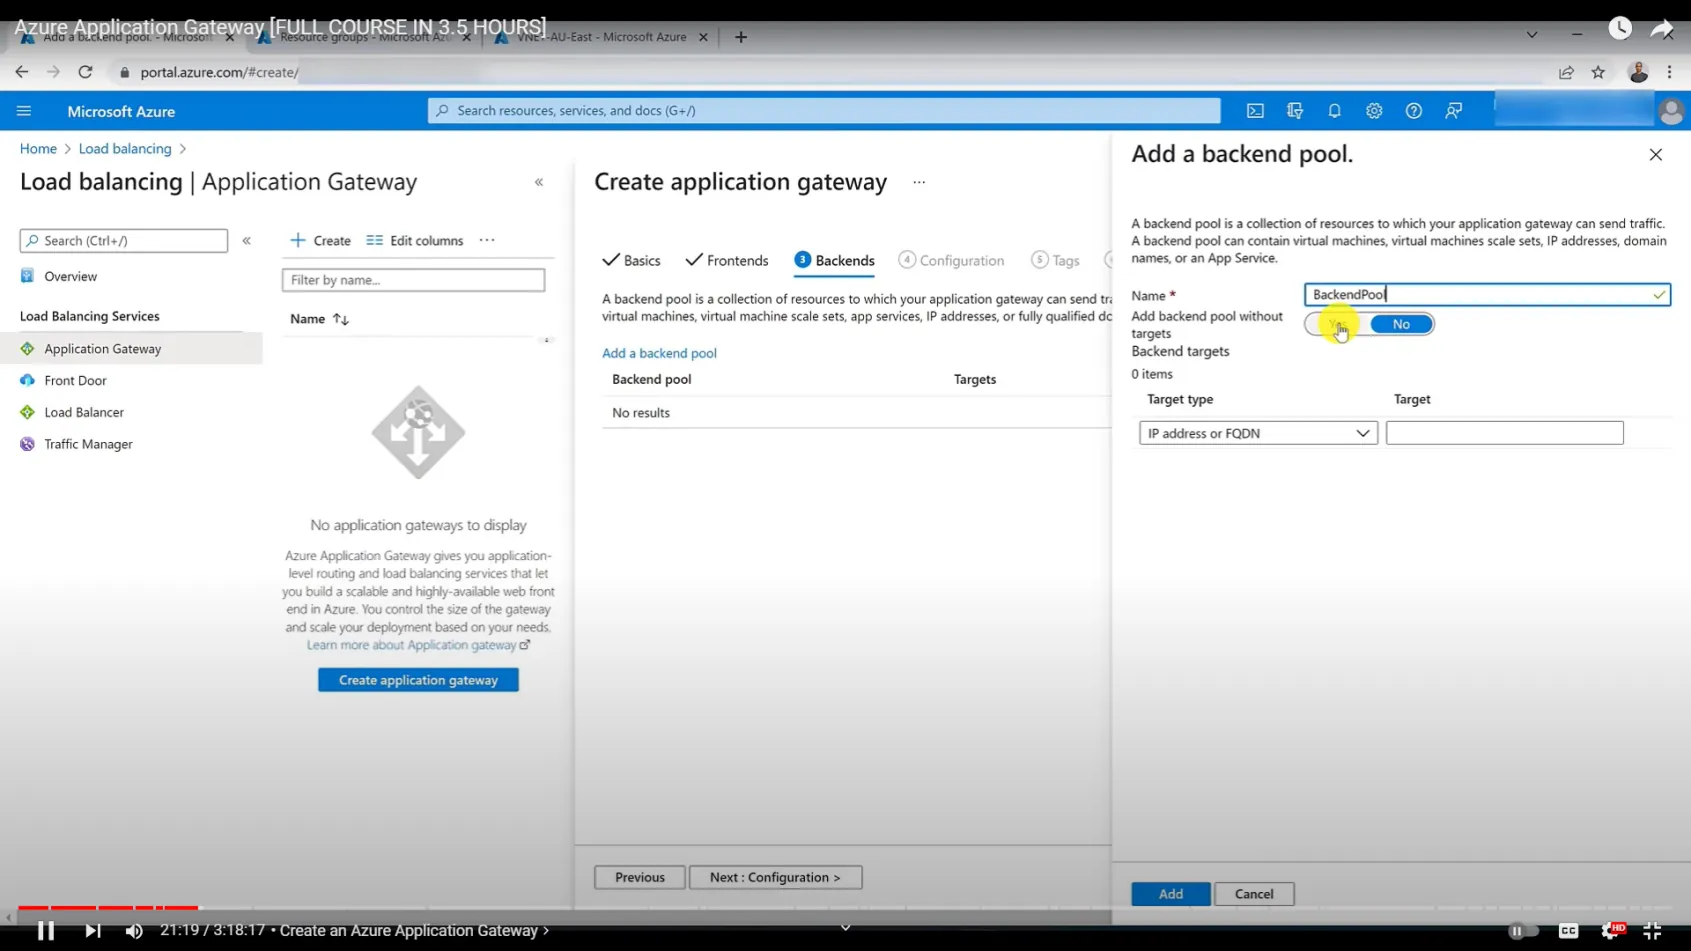 Azure Application Gateway [FULL COURSE IN 3.5 HOURS]
Add a backend pool. - Microsoft
Resource groups - Microsoft Azu
VNET-AU-East - Microsoft Azure
portal.azure.com/#create/
Microsoft Azure
Search resources, services, and docs (G+/)
Home > Load balancing >
Load balancing | Application Gateway
Search (Ctrl+/)
Overview
Load Balancing Services
Application Gateway
Front Door
Load Balancer
Traffic Manager
Create
Edit columns
Filter by name...
Name
No application gateways to display
Azure Application Gateway gives you application-
level routing and load balancing services that let
you build a scalable and highly-available web front
end in Azure. You control the size of the gateway
and scale your deployment based on your needs.
Learn more about Application gateway
Create application gateway
Create application gateway
Basics
Frontends
3 Backends
4 Configuration
5 Tags
A backend pool is a collection of resources to which your application gateway can send tra
virtual machines, virtual machine scale sets, app services, IP addresses, or fully qualified do
Add a backend pool
Backend pool
Targets
No results
Previous
Next : Configuration >
Add a backend pool.
A backend pool is a collection of resources to which your application gateway can send traffic.
A backend pool can contain virtual machines, virtual machines scale sets, IP addresses, domain
names, or an App Service.
Name *
BackendPool
Add backend pool without
targets
Yes
No
Backend targets
0 items
Target type
Target
IP address or FQDN
Add
Cancel
21:19 / 3:18:17 • Create an Azure Application Gateway >
CC
HD